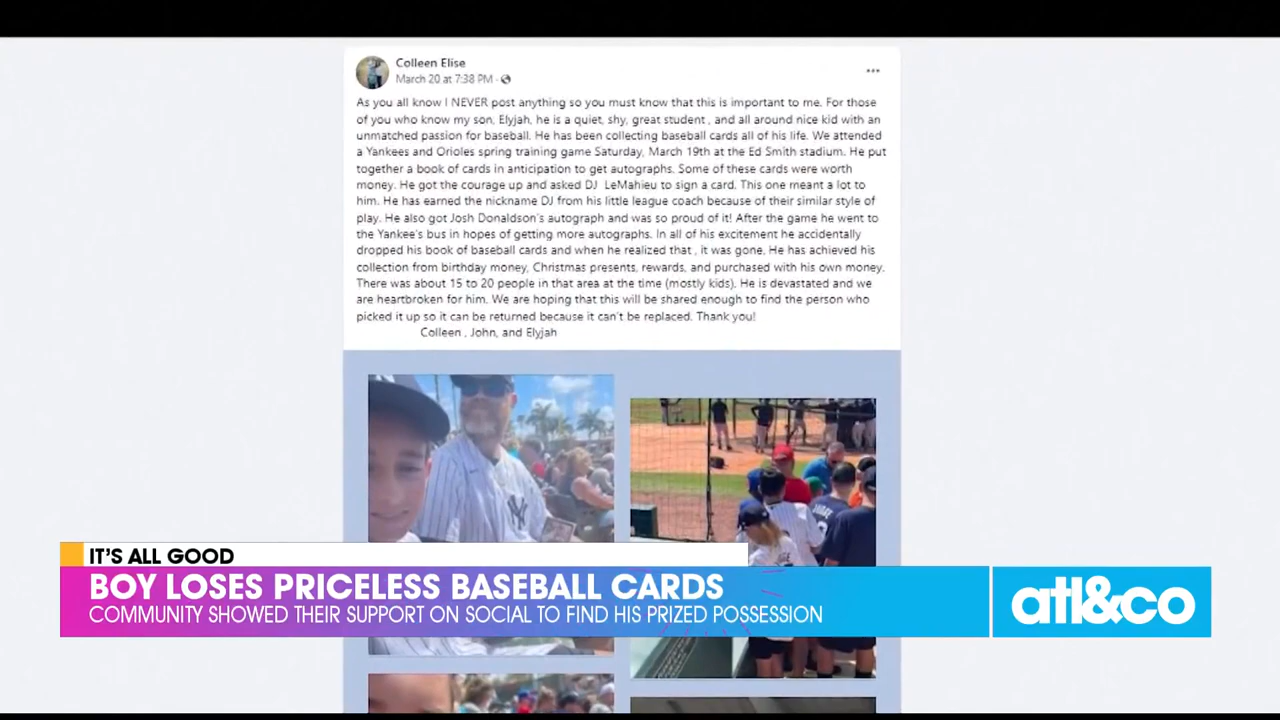 Colleen Elise
March 20 at 7:38 PM ·
As you all know I NEVER post anything so you must know that this is important to me. For those
of you who know my son, Elyjah, he is a quiet, shy, great student , and all around nice kid with an
unmatched passion for baseball. He has been collecting baseball cards all of his life. We attended
a Yankees and Orioles spring training game Saturday, March 19th at the Ed Smith stadium. He put
together a book of cards in anticipation to get autographs. Some of these cards were worth
money. He got the courage up and asked DJ LeMahieu to sign a card. This one meant a lot to
him. He has earned the nickname DJ from his little league coach because of their similar style of
play. He also got Josh Donaldson's autograph and was so proud of it! After the game he went to
the Yankee's bus in hopes of getting more autographs. In all of his excitement he accidentally
dropped his book of baseball cards and when he realized that , it was gone. He has achieved his
collection from birthday money, Christmas presents, rewards, and purchased with his own money.
There was about 15 to 20 people in that area at the time (mostly kids). He is devastated and we
are heartbroken for him. We are hoping that this will be shared enough to find the person who
picked it up so it can be returned because it can't be replaced. Thank you!
Colleen , John, and Elyjah
NY
JUDGE
IT'S ALL GOOD
BOY LOSES PRICELESS BASEBALL CARDS
COMMUNITY SHOWED THEIR SUPPORT ON SOCIAL TO FIND HIS PRIZED POSSESSION
atl&co